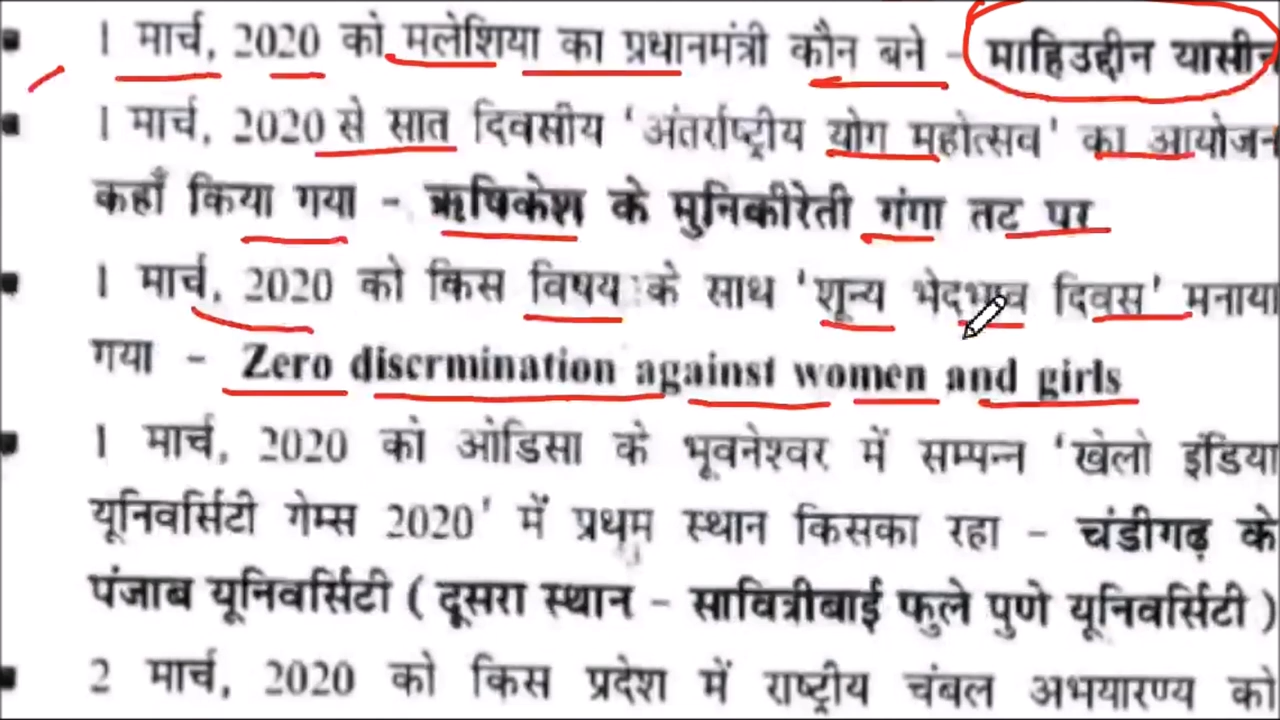 1 मार्च, 2020 को मलेशिया का प्रधानमंत्री कौन बने - माहिउद्दीन यासीन
1 मार्च, 2020 से सात दिवसीय 'अंतर्राष्ट्रीय योग महोत्सव' का आयोजन
कहाँ किया गया - ऋषिकेश के मुनिकीरेती गंगा तट पर
1 मार्च, 2020 को किस विषय के साथ 'शून्य भेदभाव दिवस' मनाया
गया - Zero discrmination against women and girls
1 मार्च, 2020 को ओडिसा के भूवनेश्वर में सम्पन्न 'खेलो इंडिया
यूनिवर्सिटी गेम्स 2020' में प्रथम स्थान किसका रहा - चंडीगढ़ के
पंजाब यूनिवर्सिटी ( दूसरा स्थान - सावित्रीबाई फुले पुणे यूनिवर्सिटी )
2 मार्च, 2020 को किस प्रदेश में राष्ट्रीय चंबल अभयारण्य को